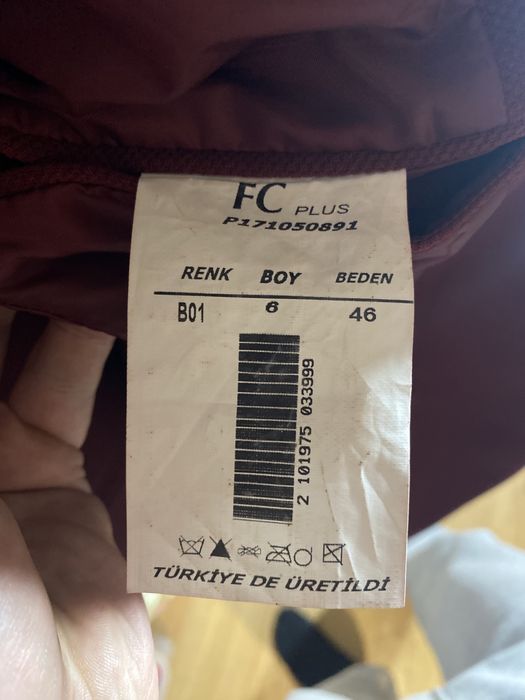 FC PLUS
P171050891
RENK BOY BEDEN
B01 6 46
2 101975 033999
TÜRKİYE DE ÜRETİLDİ